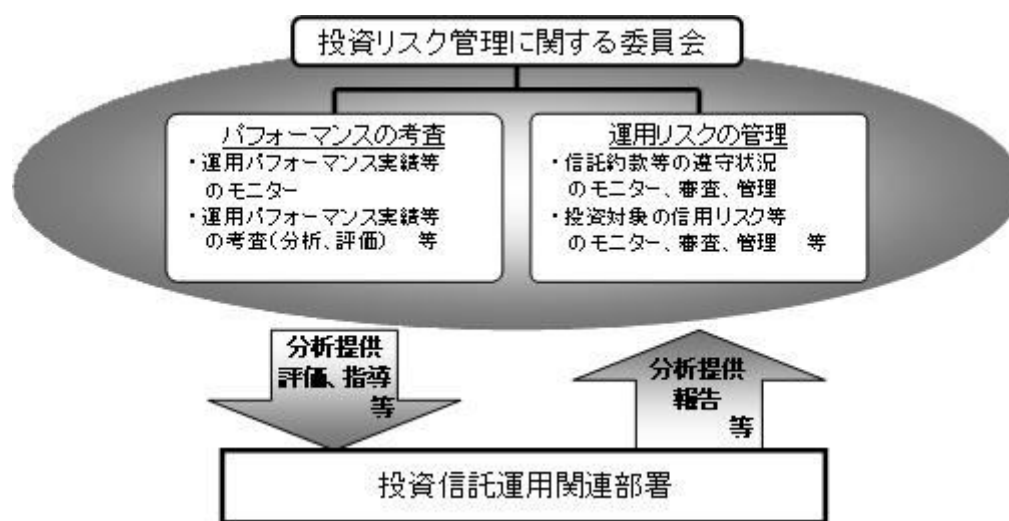 投資リスク管理に関する委員会
パフォーマンスの考査
・運用パフォーマンス実績等
のモニター
・運用パフォーマンス実績等
の考査(分析、評価) 等
運用リスクの管理
・信託約款等の遵守状況
のモニター、審査、管理
・投資対象の信用リスク等
のモニター、審査、管理 等
分析提供
評価、指導
等
分析提供
報告
等
投資信託運用関連部署